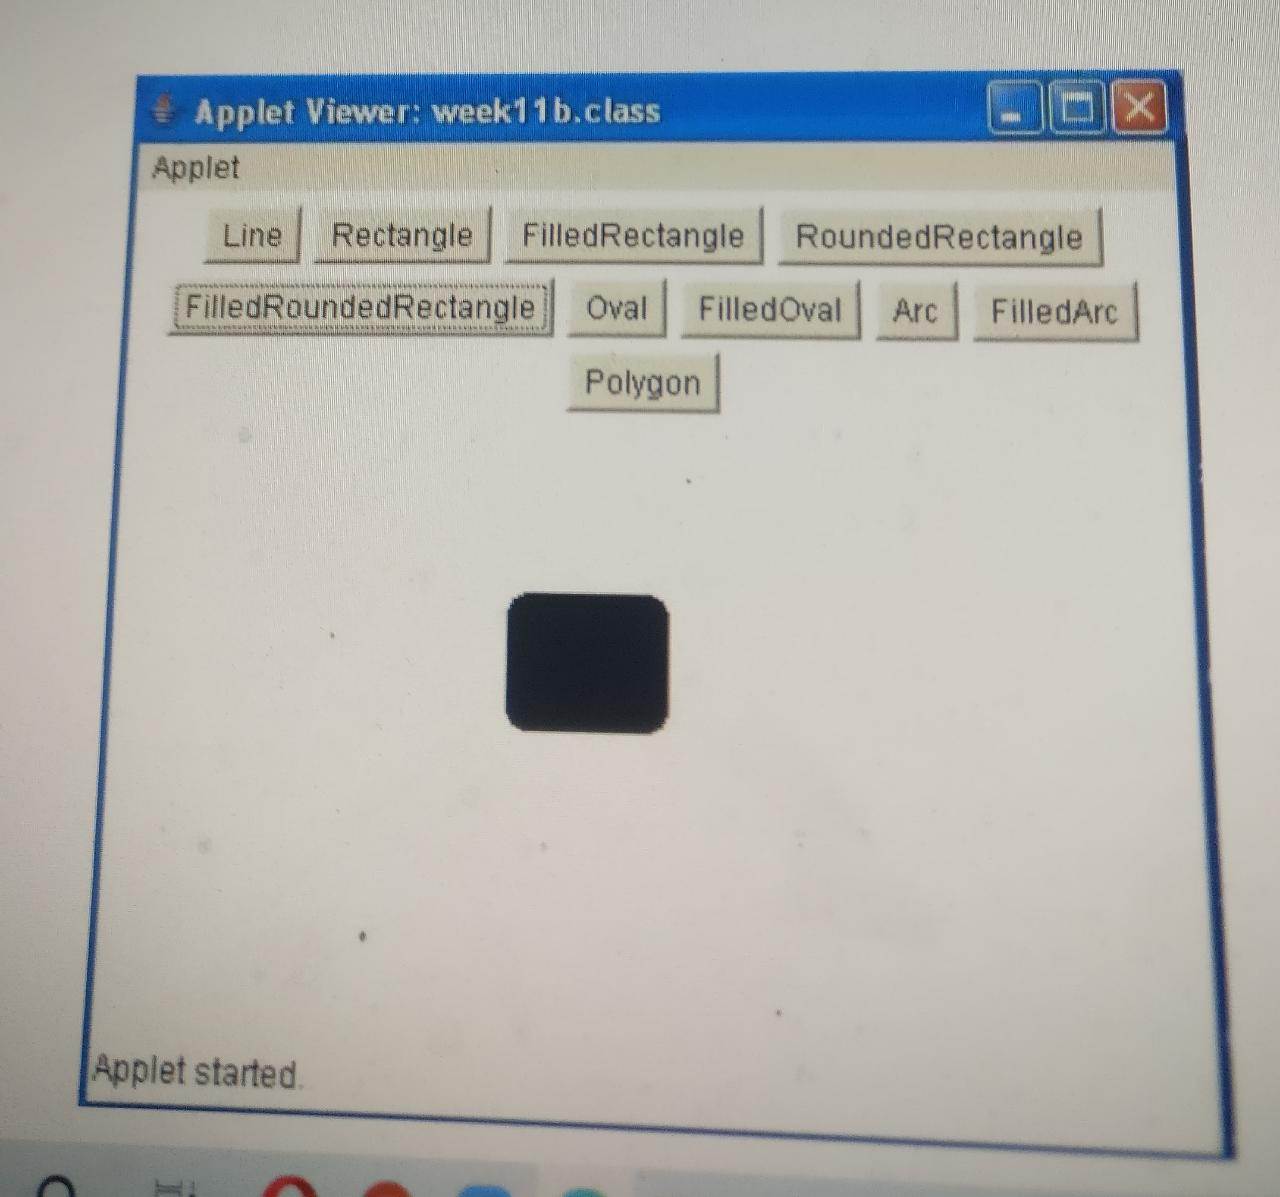 Applet Viewer: week11b.class
Applet
Line Rectangle FilledRectangle RoundedRectangle
FilledRoundedRectangle Oval FilledOval Arc FilledArc
Polygon
Applet started.